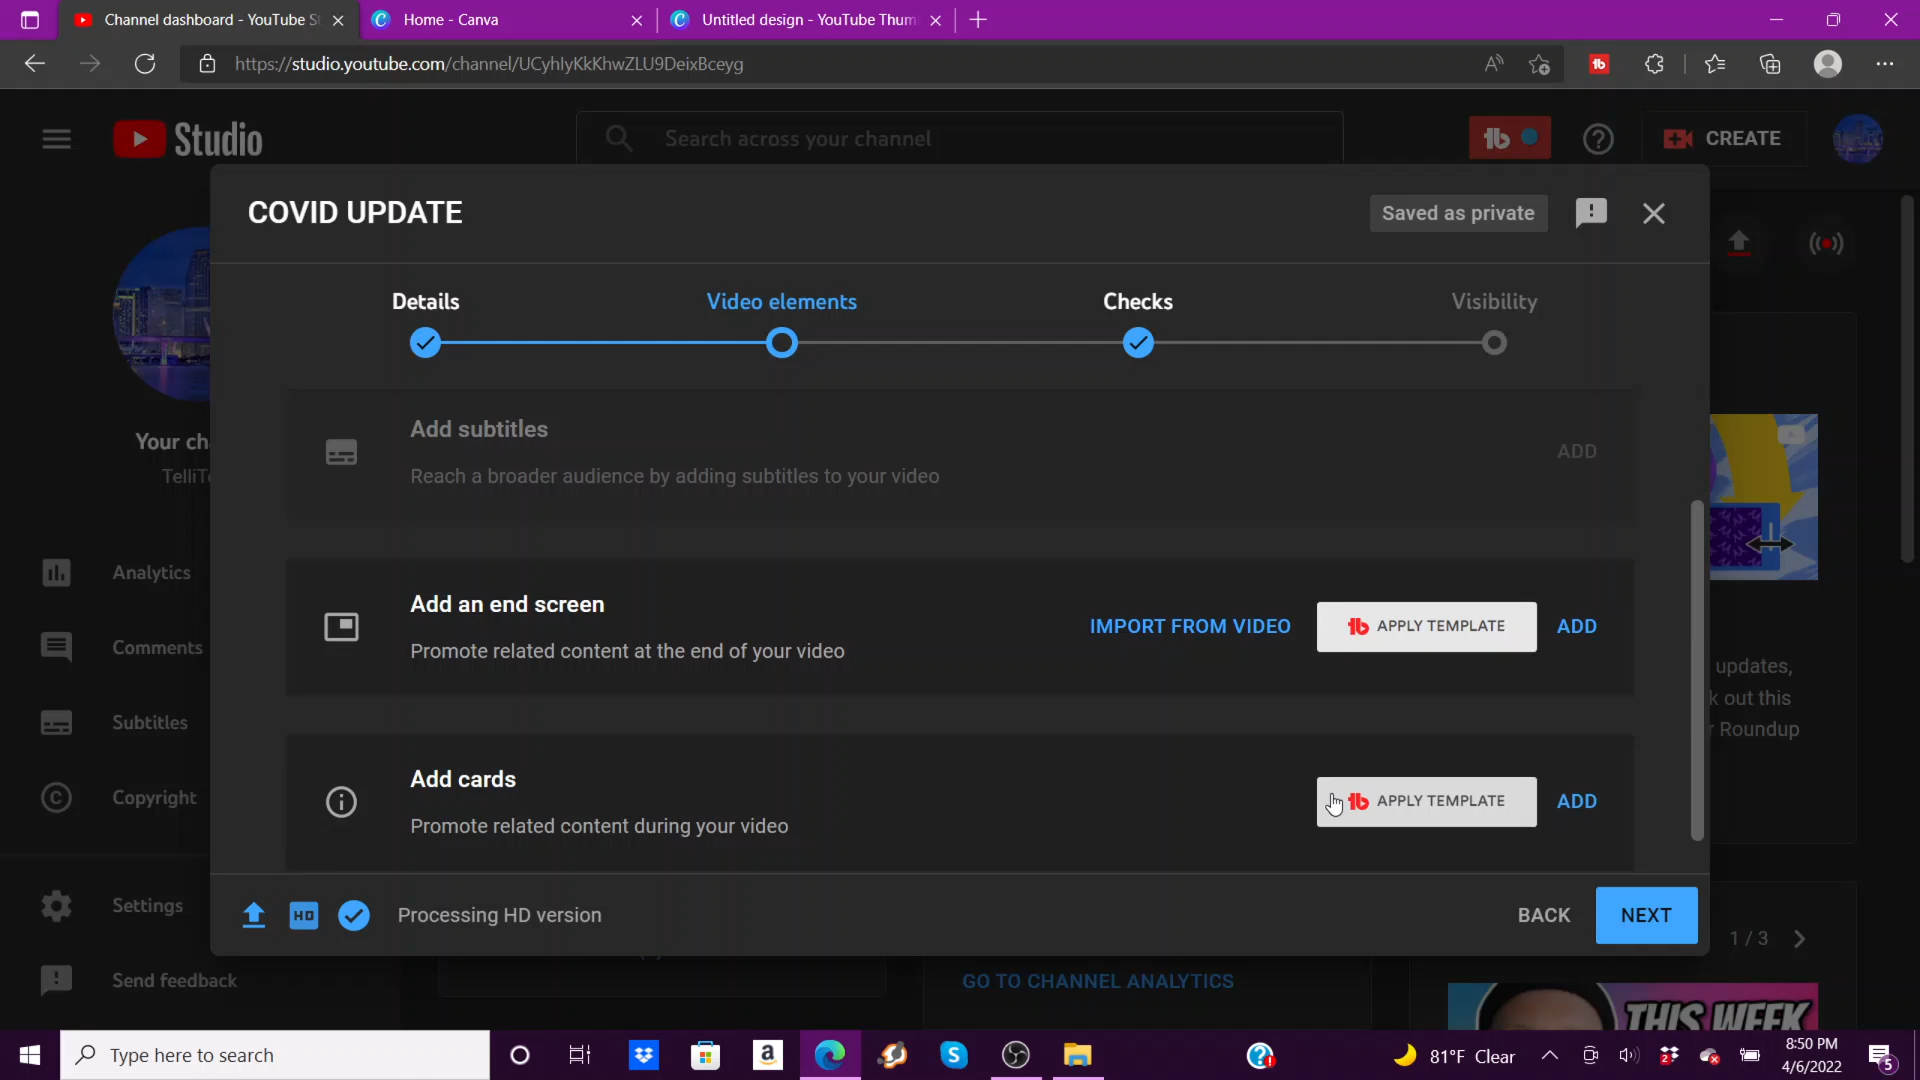 Channel dashboard - YouTube S
Home - Canva
Untitled design - YouTube Thum
https://studio.youtube.com/channel/UCyhlyKkKhwZLU9DeixBceyg
Studio
Search across your channel
CREATE
COVID UPDATE
Saved as private
Details
Video elements
Checks
Visibility
Add subtitles
Reach a broader audience by adding subtitles to your video
ADD
Add an end screen
Promote related content at the end of your video
IMPORT FROM VIDEO
APPLY TEMPLATE
ADD
Add cards
Promote related content during your video
APPLY TEMPLATE
ADD
HD
Processing HD version
BACK
NEXT
Your ch
TelliT
Analytics
Comments
Subtitles
Copyright
Settings
Send feedback
updates,
k out this
r Roundup
1 / 3
GO TO CHANNEL ANALYTICS
THIS WEEK
Type here to search
81°F Clear
8:50 PM
4/6/2022
5